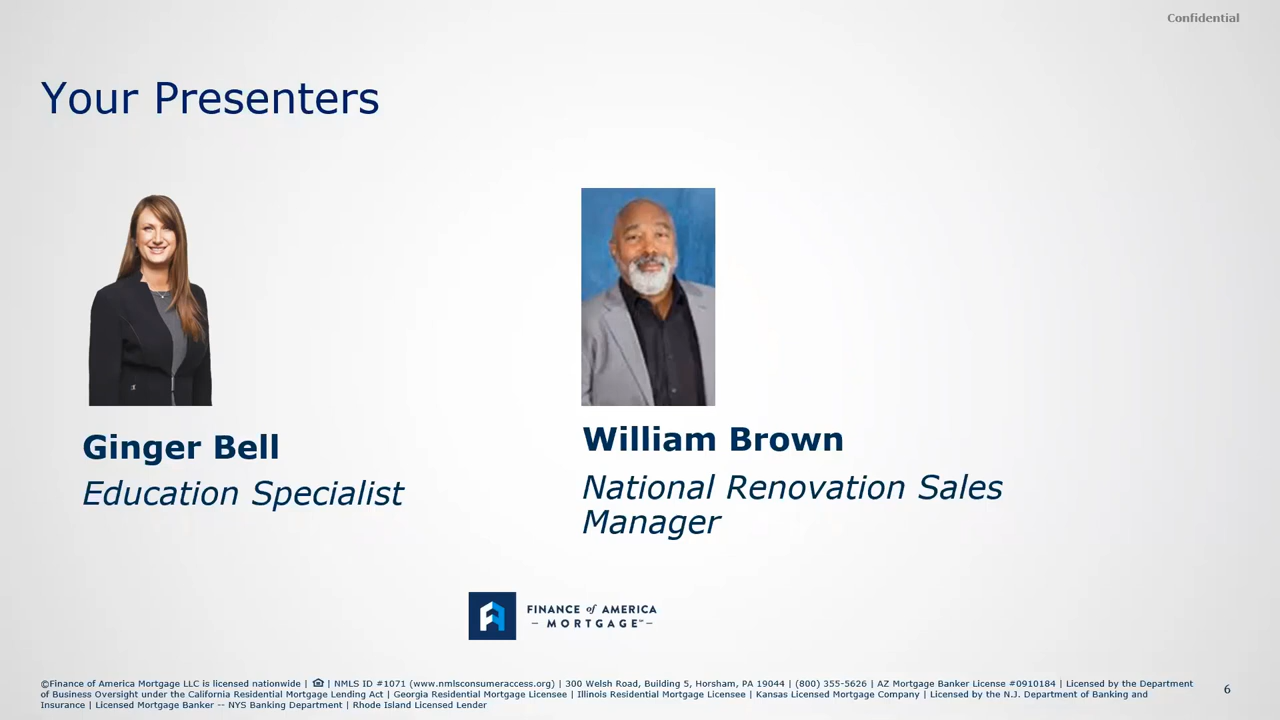 Confidential
Your Presenters
Ginger Bell
Education Specialist
William Brown
National Renovation Sales
Manager
FINANCE of AMERICA
– MORTGAGE℠ –
©Finance of America Mortgage LLC is licensed nationwide | | NMLS ID #1071 (www.nmlsconsumeraccess.org) | 300 Welsh Road, Building 5, Horsham, PA 19044 | (800) 355-5626 | AZ Mortgage Banker License #0910184 | Licensed by the Department
of Business Oversight under the California Residential Mortgage Lending Act | Georgia Residential Mortgage Licensee | Illinois Residential Mortgage Licensee | Kansas Licensed Mortgage Company | Licensed by the N.J. Department of Banking and
Insurance | Licensed Mortgage Banker -- NYS Banking Department | Rhode Island Licensed Lender
6